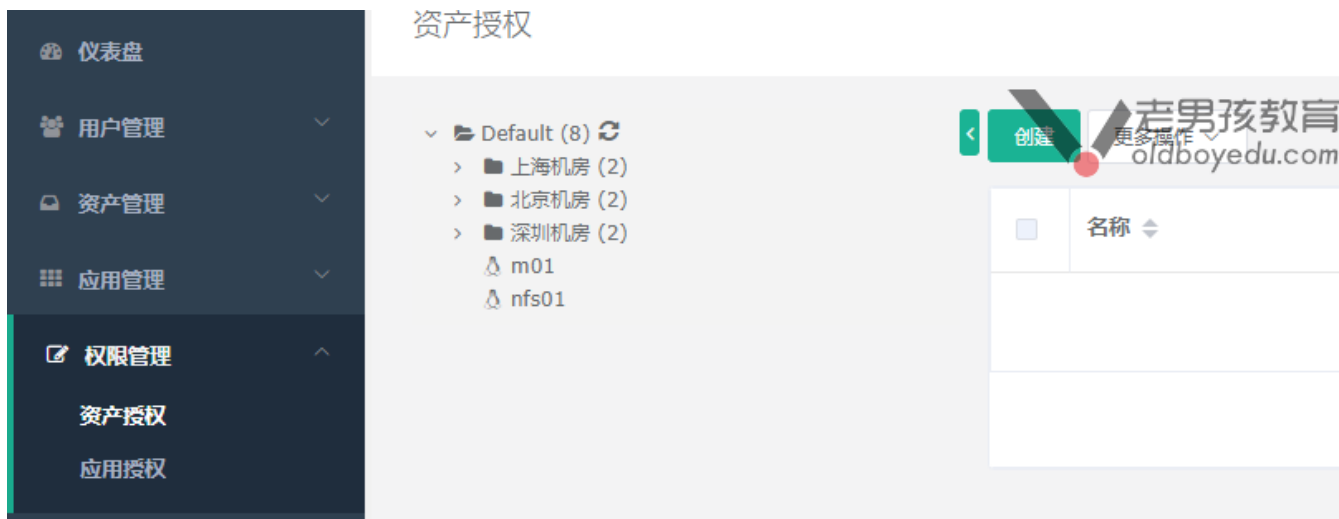 资产授权
仪表盘
用户管理
资产管理
应用管理
权限管理
资产授权
应用授权
Default (8)
上海机房 (2)
北京机房 (2)
深圳机房 (2)
m01
nfs01
创建
更多操作
老男孩教育
oldboyedu.com
名称